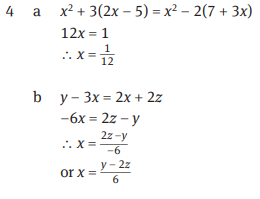 4 a x² + 3(2x − 5) = x² − 2(7 + 3x)
12x = 1
∴ x = 1/12
b y − 3x = 2x + 2z
−6x = 2z − y
∴ x = (2z−y)/−6
or x = (y − 2z)/6